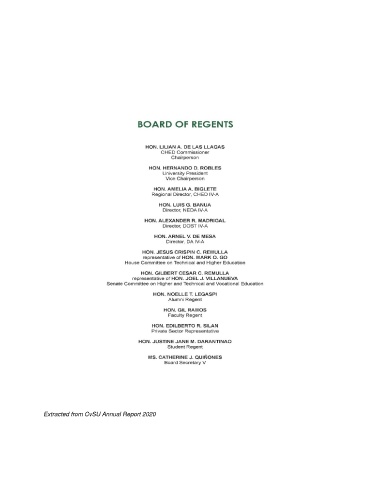 BOARD OF REGENTS
HON. LILIAN A. DE LAS LLAGAS
CHED Commissioner
Chairperson
HON. HERNANDO D. ROBLES
University President
Vice Chairperson
HON. AMELIA A. BIGLETE
Regional Director, CHED IV-A
HON. LUIS G. BANUA
Director, NEDA IV-A
HON. ALEXANDER R. MADRIGAL
Director, DOST IV-A
HON. ARNEL V. DE MESA
Director, DA IV-A
HON. JESUS CRISPIN C. REMULLA
representative of HON. MARK O. GO
House Committee on Technical and Higher Education
HON. GILBERT CESAR C. REMULLA
representative of HON. JOEL J. VILLANUEVA
Senate Committee on Higher and Technical and Vocational Education
HON. NOELLE T. LEGASPI
Alumni Regent
HON. GIL RAMOS
Faculty Regent
HON. EDILBERTO R. SILAN
Private Sector Representative
HON. JUSTINE JANE M. DARANTINAO
Student Regent
MS. CATHERINE J. QUIÑONES
Board Secretary V
Extracted from CvSU Annual Report 2020